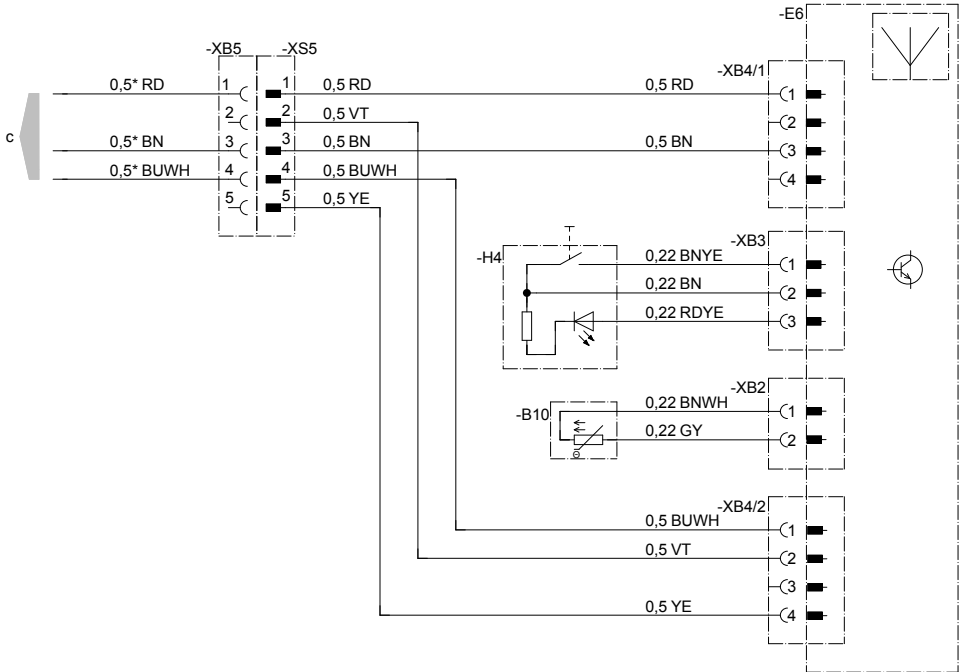 -E6
-XB5 -XS5
-XB4/1
0,5* RD 1 1 0,5 RD 0,5 RD 1
2 2 0,5 VT 2
c
0,5* BN 3 3 0,5 BN 0,5 BN 3
0,5* BUWH 4 4 0,5 BUWH 4
5 5 0,5 YE
-XB3
-H4 0,22 BNYE 1
0,22 BN 2
0,22 RDYE 3
-XB2
-B10 0,22 BNWH 1
0,22 GY 2
Θ
-XB4/2
0,5 BUWH 1
0,5 VT 2
3
0,5 YE 4